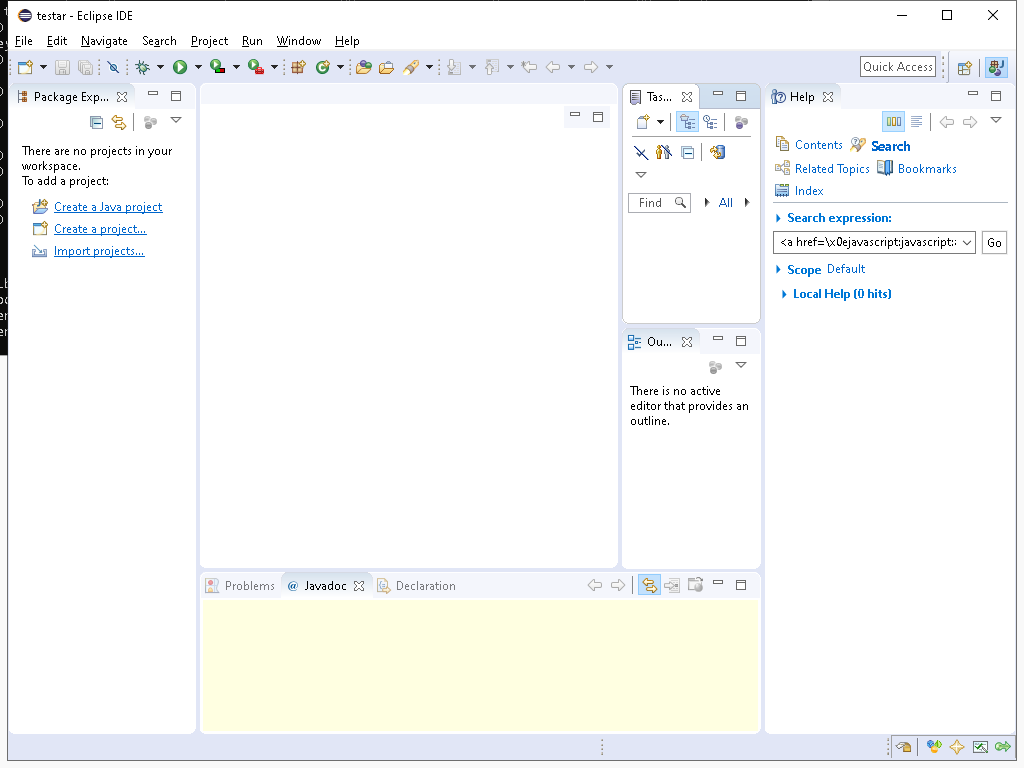 testar - Eclipse IDE
File Edit Navigate Search Project Run Window Help
Quick Access
Package Exp...
There are no projects in your
workspace.
To add a project:
Create a Java project
Create a project...
Import projects...
Tas...
Find
All
Ou...
There is no active
editor that provides an
outline.
Help
Contents
Search
Related Topics
Bookmarks
Index
Search expression:
<a href=\x0ejavascript:javascript:
Go
Scope Default
Local Help (0 hits)
Problems
@ Javadoc
Declaration